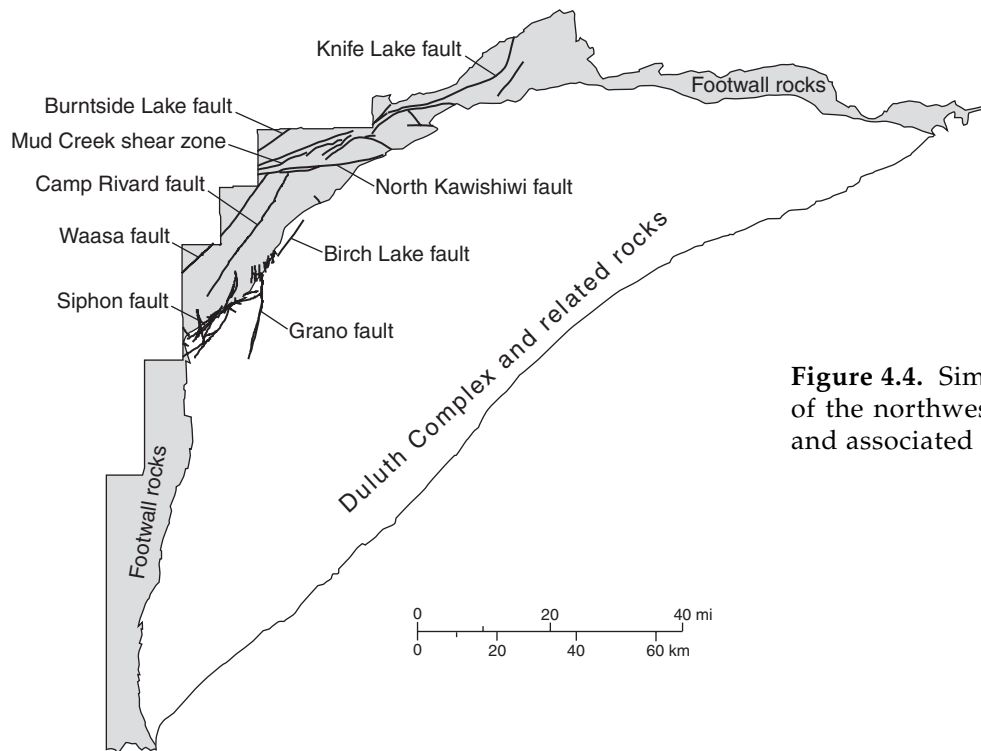 Knife Lake fault
Footwall rocks
Burntside Lake fault
Mud Creek shear zone
Camp Rivard fault
North Kawishiwi fault
Waasa fault
Birch Lake fault
Siphon fault
Grano fault
Duluth Complex and related rocks
Footwall rocks
Figure 4.4. Sim
of the northwes
and associated
0 20 40 mi
0 20 40 60 km